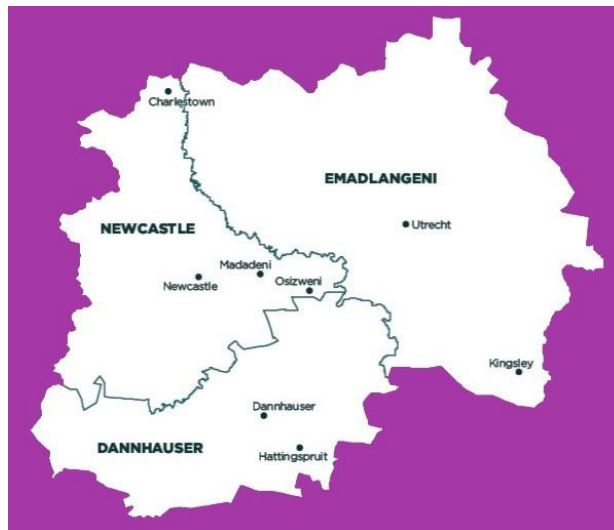 Charlestown
EMADLANGENI
Utrecht
NEWCASTLE
Madadeni
Newcastle
Osizweni
Kingsley
Dannhauser
DANNHAUSER
Hattingspruit